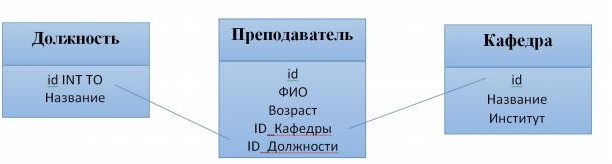 Должность
id INT TO
Название
Преподаватель
id
ФИО
Возраст
ID_Кафедры
ID_Должности
Кафедра
id
Название
Институт